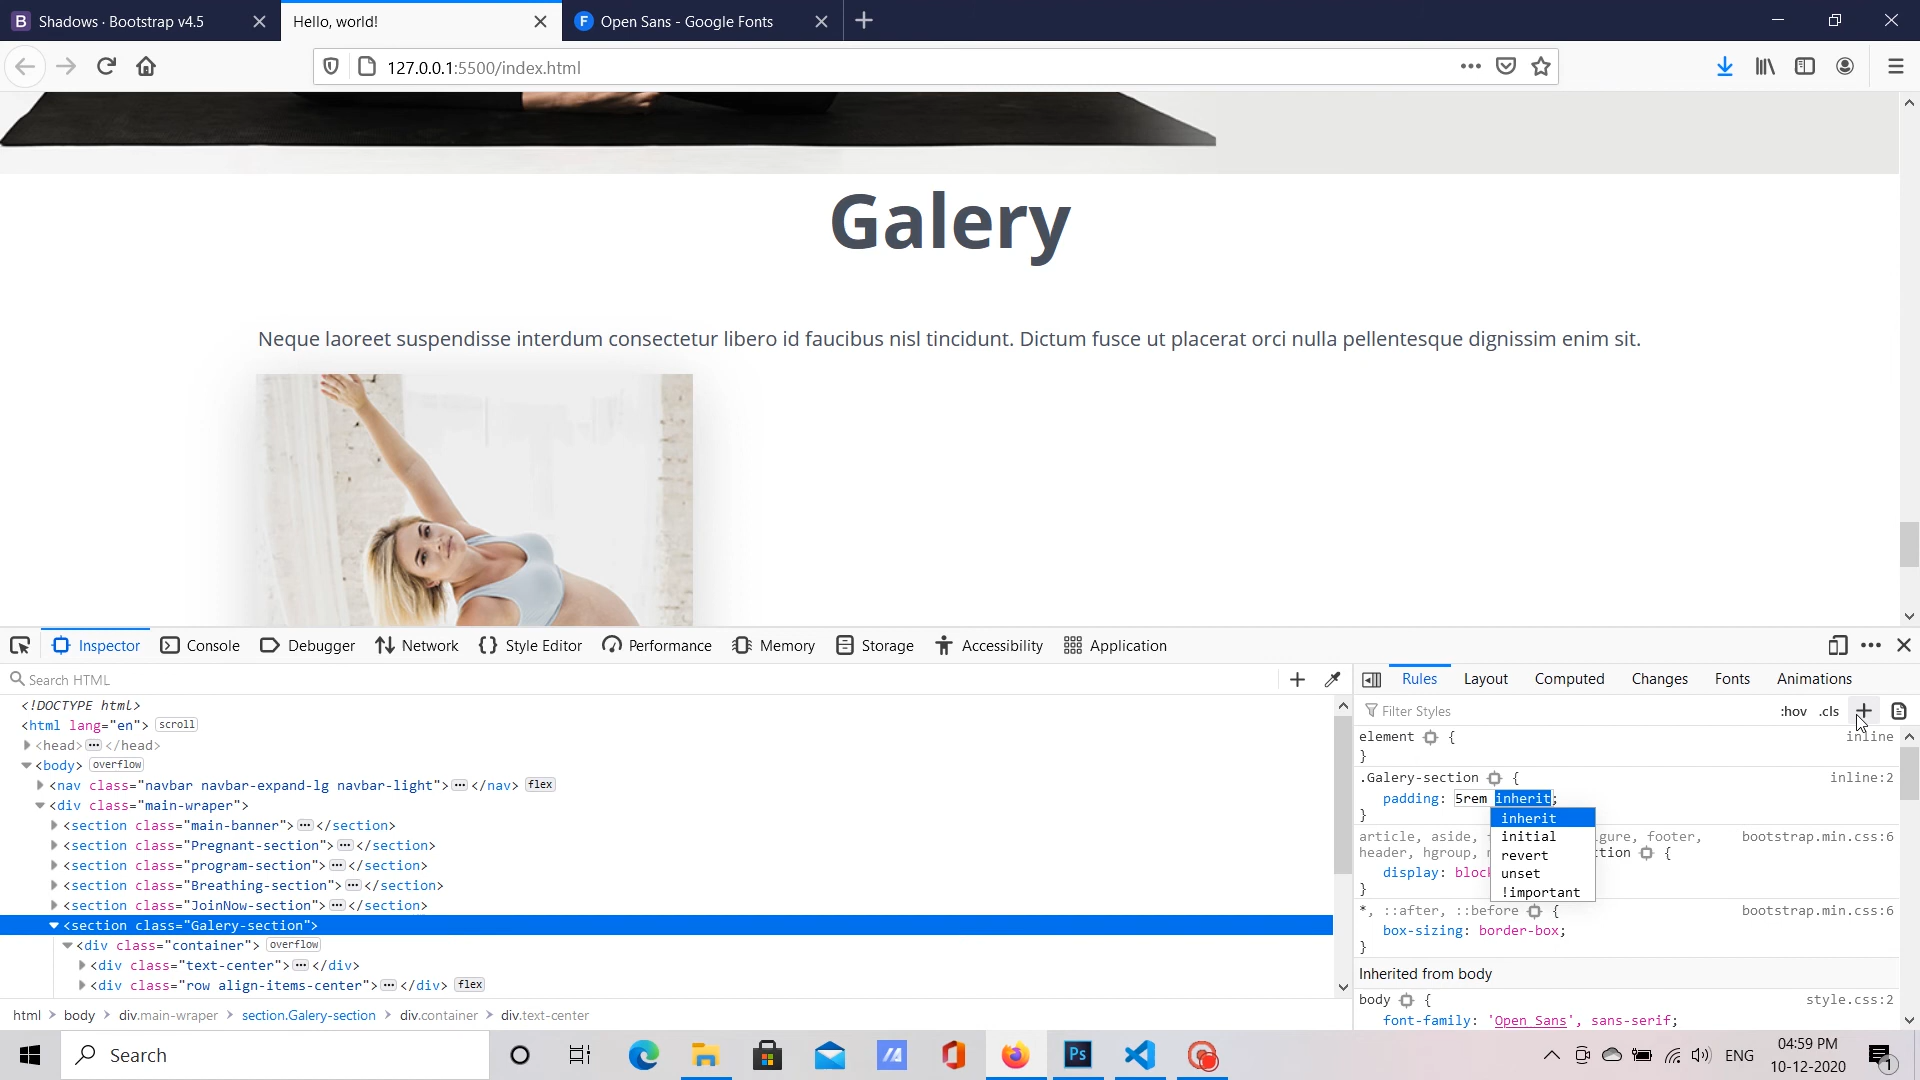 Shadows · Bootstrap v4.5
Hello, world!
Open Sans - Google Fonts
127.0.0.1:5500/index.html
Galery
Neque laoreet suspendisse interdum consectetur libero id faucibus nisl tincidunt. Dictum fusce ut placerat orci nulla pellentesque dignissim enim sit.
Inspector Console Debugger Network Style Editor Performance Memory Storage Accessibility Application
Search HTML
<!DOCTYPE html>
<html lang="en"> scroll
<head> ••• </head>
<body> overflow
<nav class="navbar navbar-expand-lg navbar-light"> ••• </nav> flex
<div class="main-wraper">
<section class="main-banner"> ••• </section>
<section class="Pregnant-section"> ••• </section>
<section class="program-section"> ••• </section>
<section class="Breathing-section"> ••• </section>
<section class="JoinNow-section"> ••• </section>
<section class="Galery-section">
<div class="container"> overflow
<div class="text-center"> ••• </div>
<div class="row align-items-center"> ••• </div> flex
html > body > div.main-wraper > section.Galery-section > div.container > div.text-center
Rules Layout Computed Changes Fonts Animations
Filter Styles :hov .cls +
element { inline
}
.Galery-section { inline:2
padding: 5rem inherit;
}
inherit
initial
revert
unset
!important
article, aside, gure, footer, bootstrap.min.css:6
header, hgroup, tion {
display: bloc
}
*, ::after, ::before { bootstrap.min.css:6
box-sizing: border-box;
}
Inherited from body
body { style.css:2
font-family: 'Open Sans', sans-serif;
Search
Ps
ENG
04:59 PM
10-12-2020
1